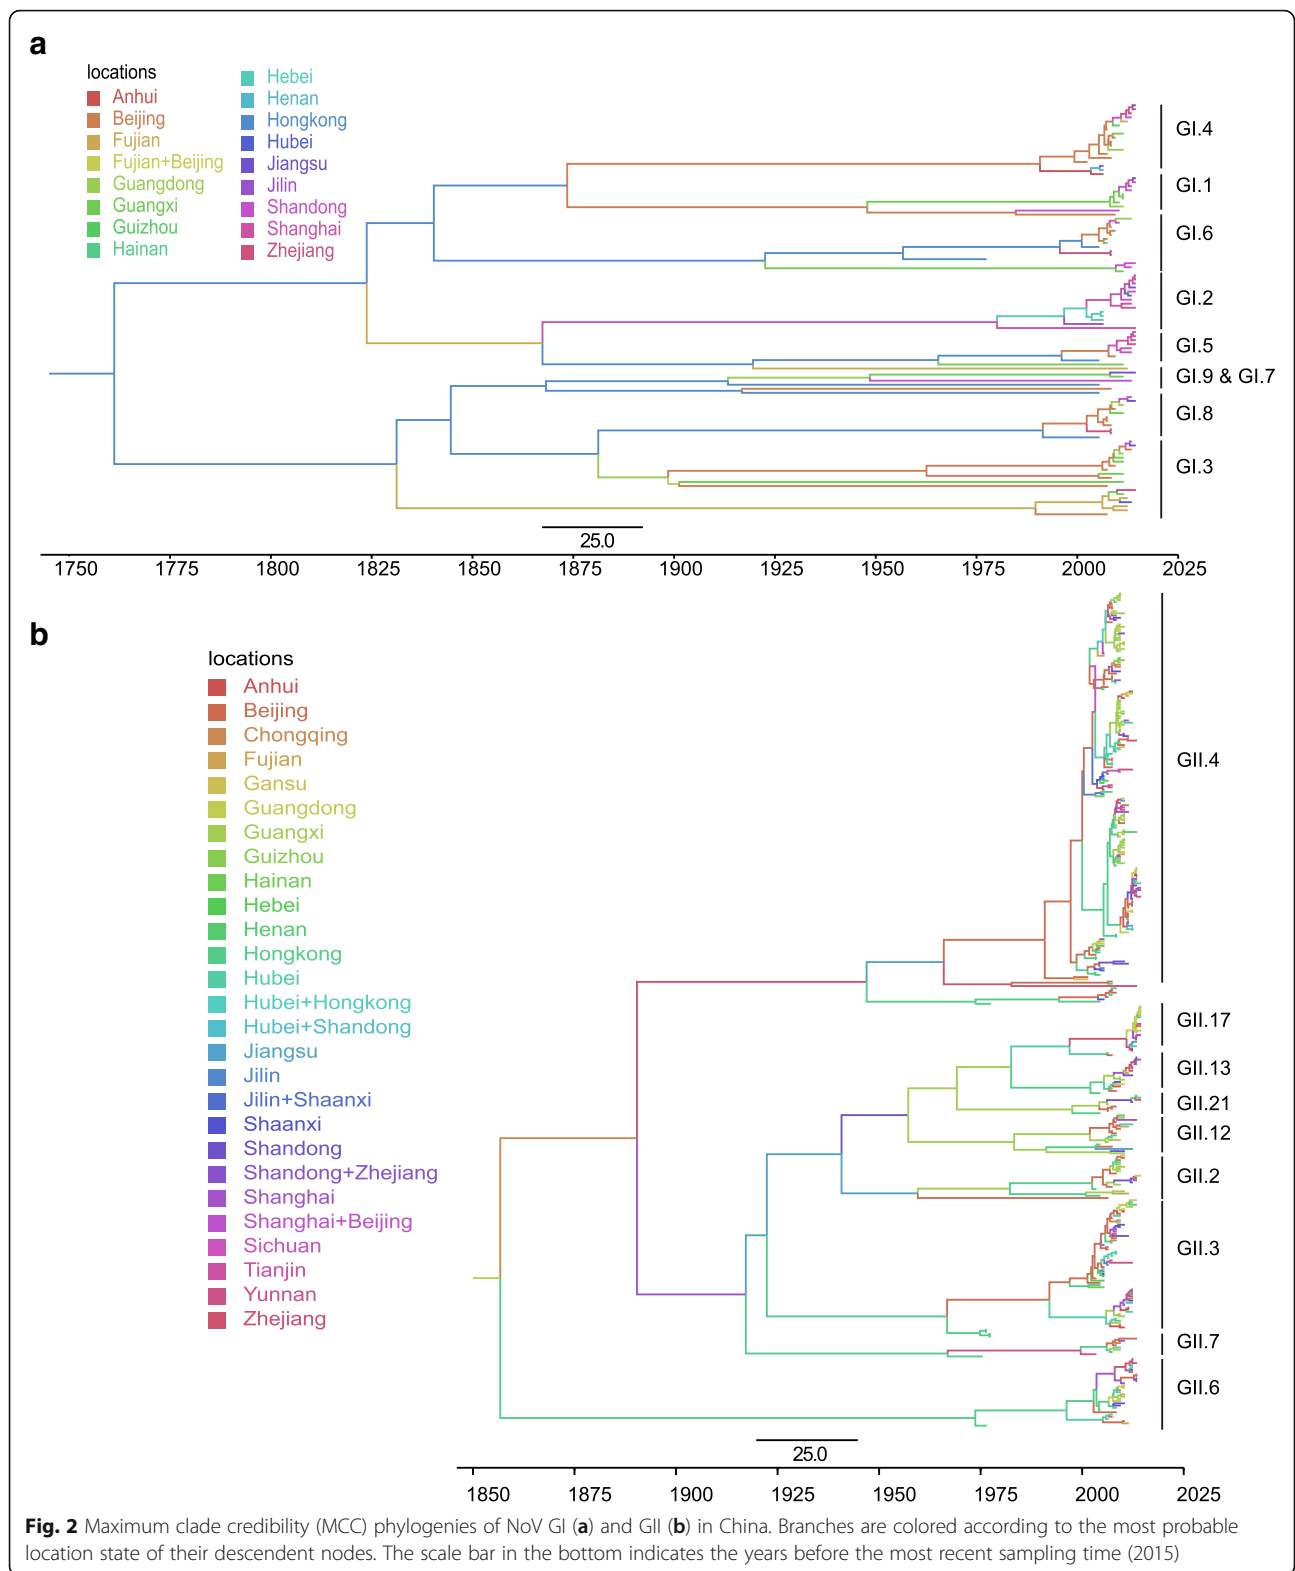 a
locations
Anhui
Beijing
Fujian
Fujian+Beijing
Guangdong
Guangxi
Guizhou
Hainan
Hebei
Henan
Hongkong
Hubei
Jiangsu
Jilin
Shandong
Shanghai
Zhejiang
GI.4
GI.1
GI.6
GI.2
GI.5
GI.9 & GI.7
GI.8
GI.3
25.0
1750 1775 1800 1825 1850 1875 1900 1925 1950 1975 2000 2025
b
locations
Anhui
Beijing
Chongqing
Fujian
Gansu
Guangdong
Guangxi
Guizhou
Hainan
Hebei
Henan
Hongkong
Hubei
Hubei+Hongkong
Hubei+Shandong
Jiangsu
Jilin
Jilin+Shaanxi
Shaanxi
Shandong
Shandong+Zhejiang
Shanghai
Shanghai+Beijing
Sichuan
Tianjin
Yunnan
Zhejiang
GII.4
GII.17
GII.13
GII.21
GII.12
GII.2
GII.3
GII.7
GII.6
25.0
1850 1875 1900 1925 1950 1975 2000 2025
Fig. 2 Maximum clade credibility (MCC) phylogenies of NoV GI (a) and GII (b) in China. Branches are colored according to the most probable
location state of their descendent nodes. The scale bar in the bottom indicates the years before the most recent sampling time (2015)